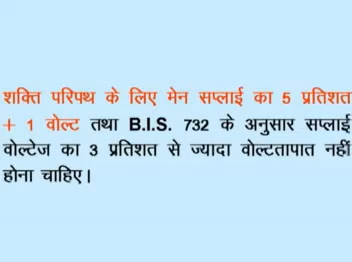 शक्ति परिपथ के लिए मेन सप्लाई का 5 प्रतिशत
+ 1 वोल्ट तथा B.I.S. 732 के अनुसार सप्लाई
वोल्टेज का 3 प्रतिशत से ज्यादा वोल्टतापात नहीं
होना चाहिए।